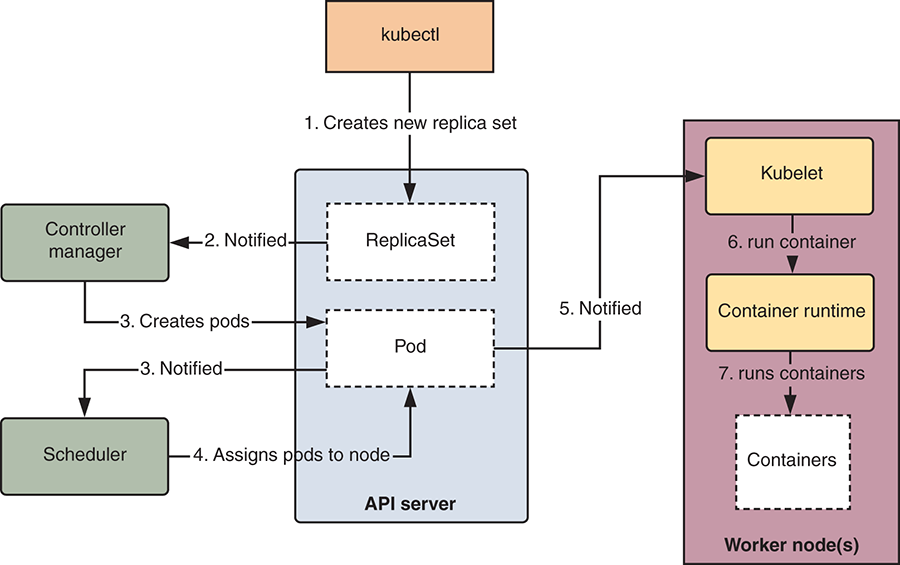 kubectl
1. Creates new replica set
Kubelet
Controller
manager
2. Notified
ReplicaSet
6. run container
3. Creates pods
Pod
5. Notified
Container runtime
3. Notified
7. runs containers
Scheduler
4. Assigns pods to node
Containers
API server
Worker node(s)